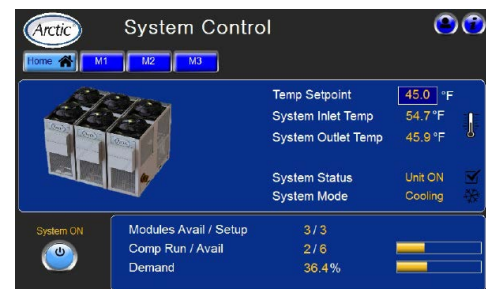 Arctic System Control
Home M1 M2 M3
Temp Setpoint 45.0 °F
System Inlet Temp 54.7 °F
System Outlet Temp 45.9 °F
System Status Unit ON
System Mode Cooling
System ON
Modules Avail / Setup 3 / 3
Comp Run / Avail 2 / 6
Demand 36.4%